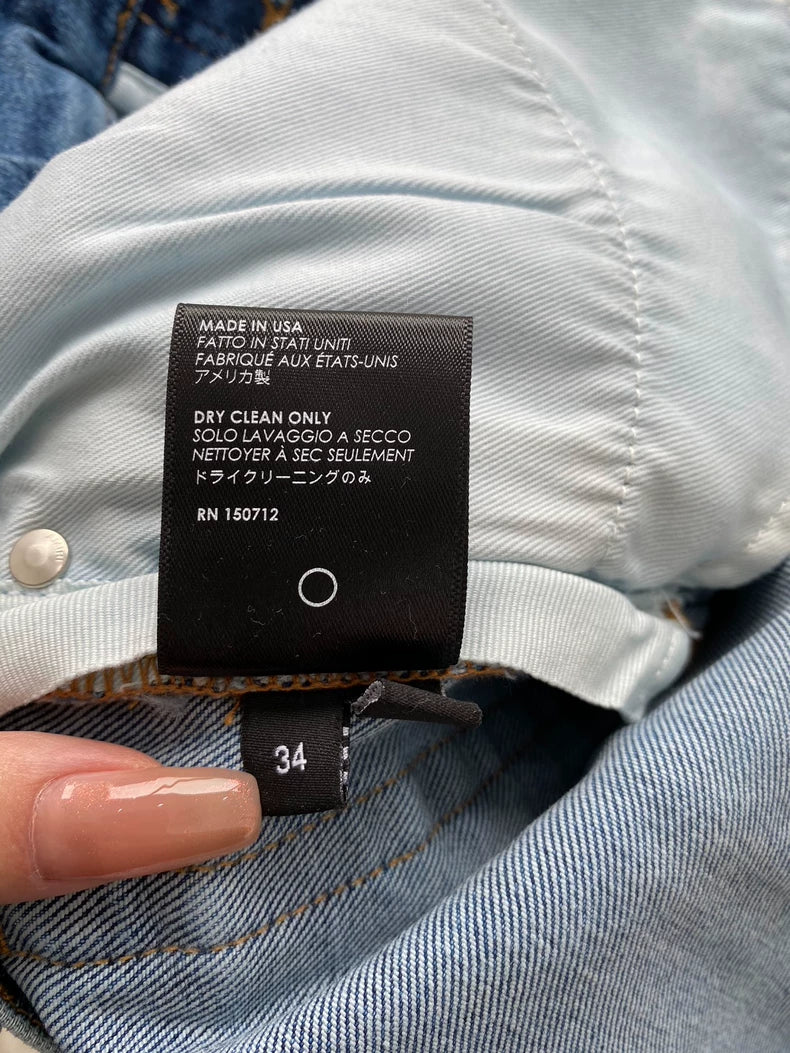 MADE IN USA
FATTO IN STATI UNITI
FABRIQUÉ AUX ÉTATS-UNIS
アメリカ製
DRY CLEAN ONLY
SOLO LAVAGGIO A SECCO
NETTOYER À SEC SEULEMENT
ドライクリーニングのみ
RN 150712
34